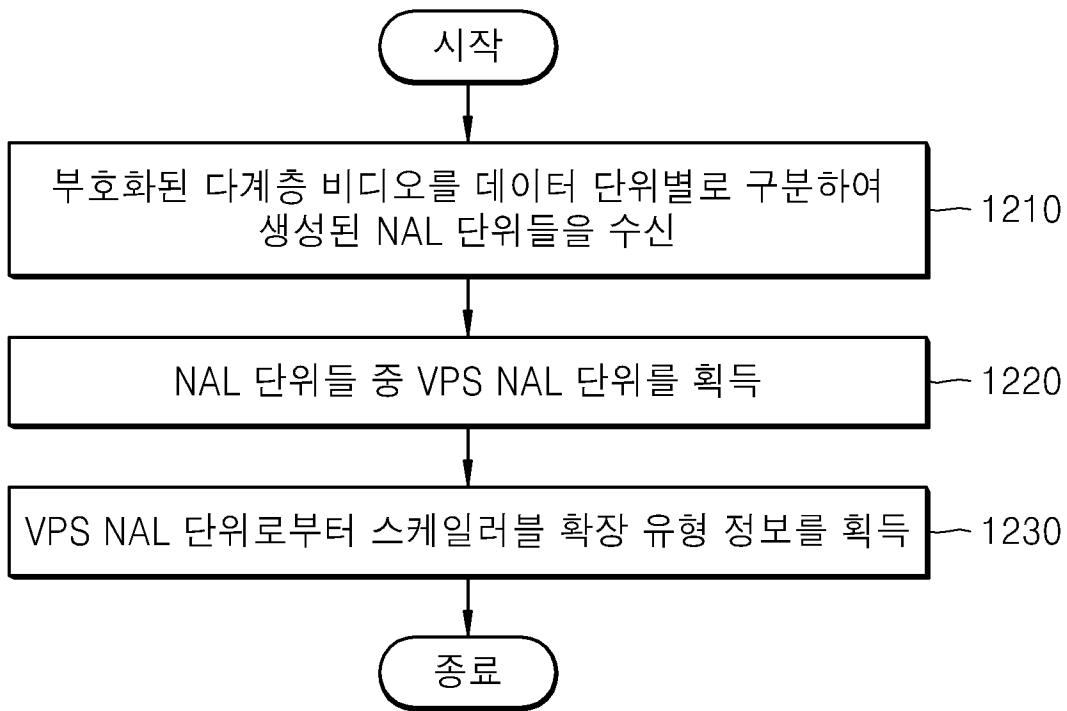 시작
부호화된 다계층 비디오를 데이터 단위별로 구분하여
생성된 NAL 단위들을 수신
1210
NAL 단위들 중 VPS NAL 단위를 획득
1220
VPS NAL 단위로부터 스케일러블 확장 유형 정보를 획득
1230
종료